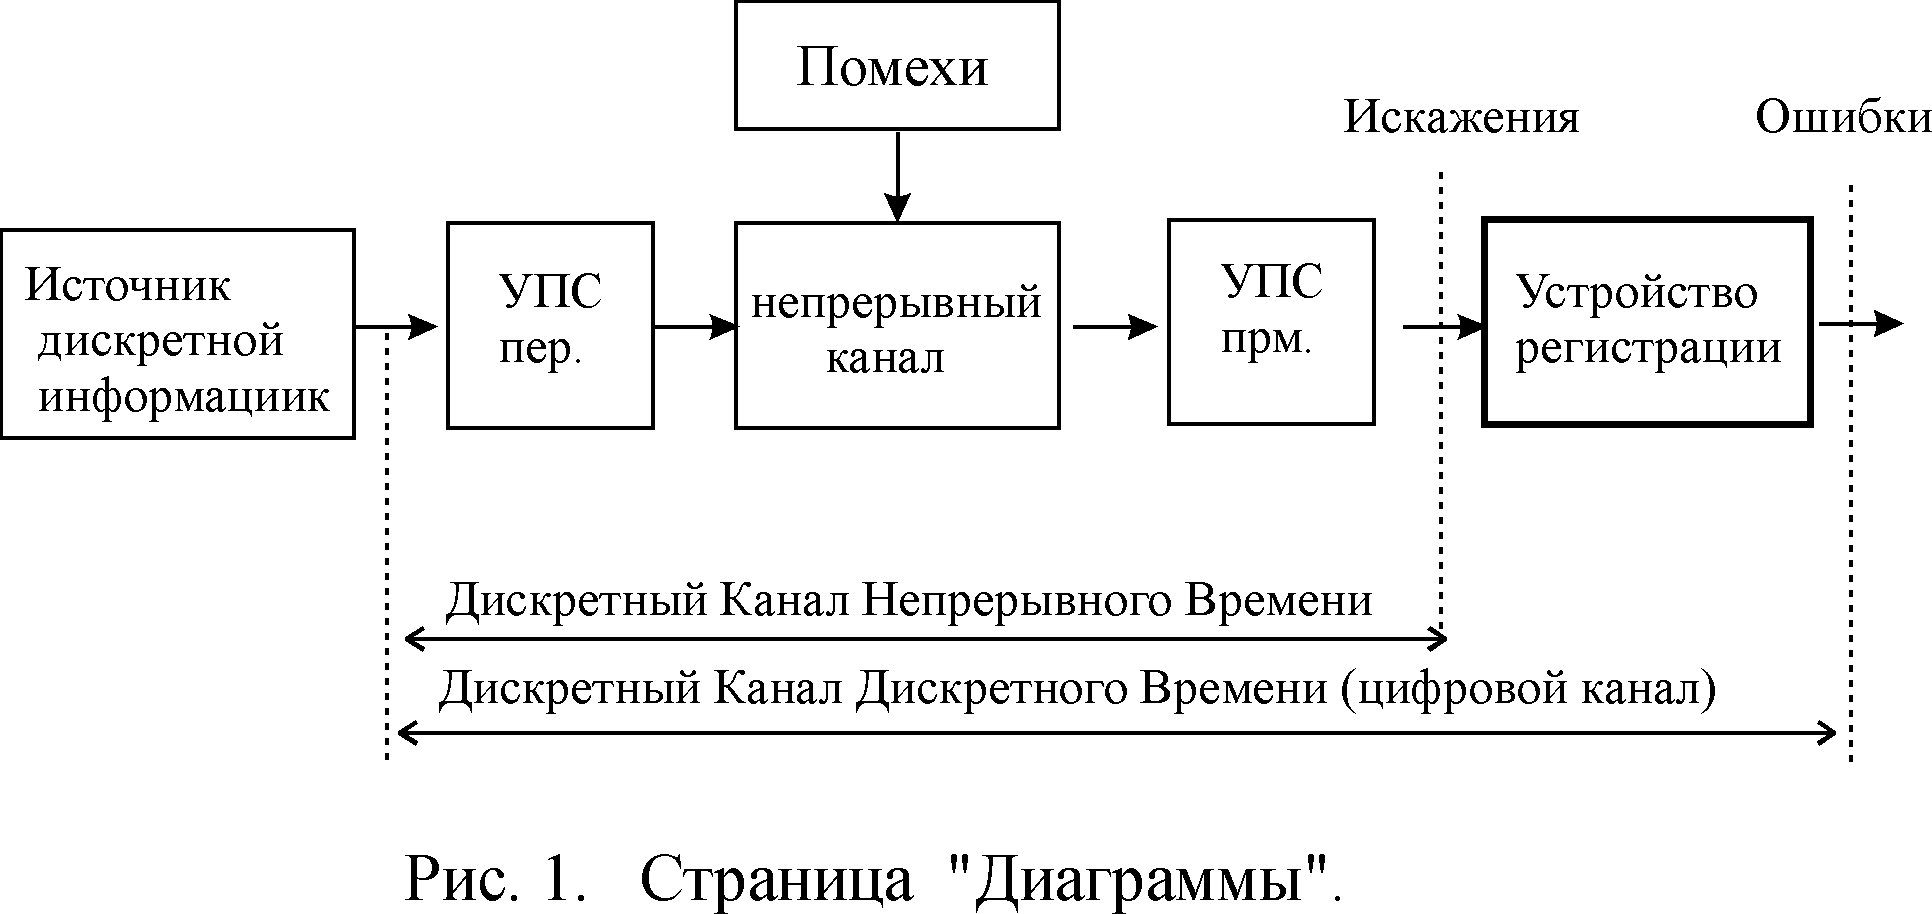 Помехи
Искажения
Ошибки
Источник
дискретной
информациик
УПС
пер.
непрерывный
канал
УПС
прм.
Устройство
регистрации
Дискретный Канал Непрерывного Времени
Дискретный Канал Дискретного Времени (цифровой канал)
Рис. 1. Страница "Диаграммы".